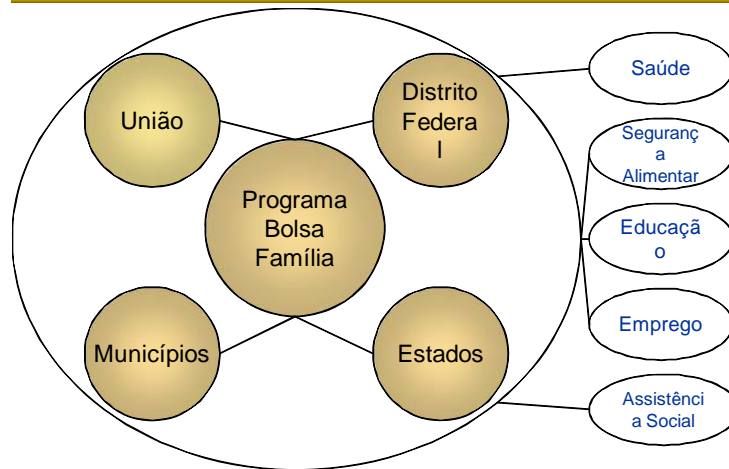 União
Distrito
Federa
l
Programa
Bolsa
Família
Municípios
Estados
Saúde
Seguranç
a
Alimentar
Educaçã
o
Emprego
Assistênci
a Social